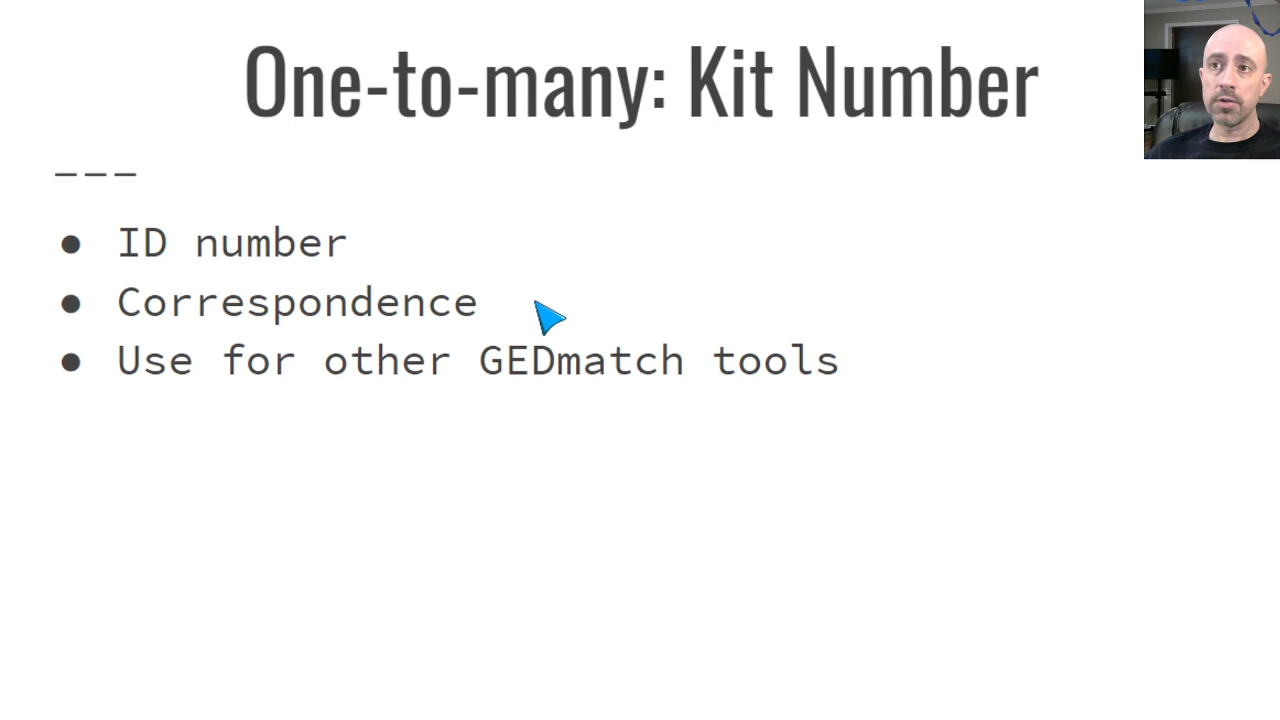 One-to-many: Kit Number
---
● ID number
● Correspondence
● Use for other GEDmatch tools